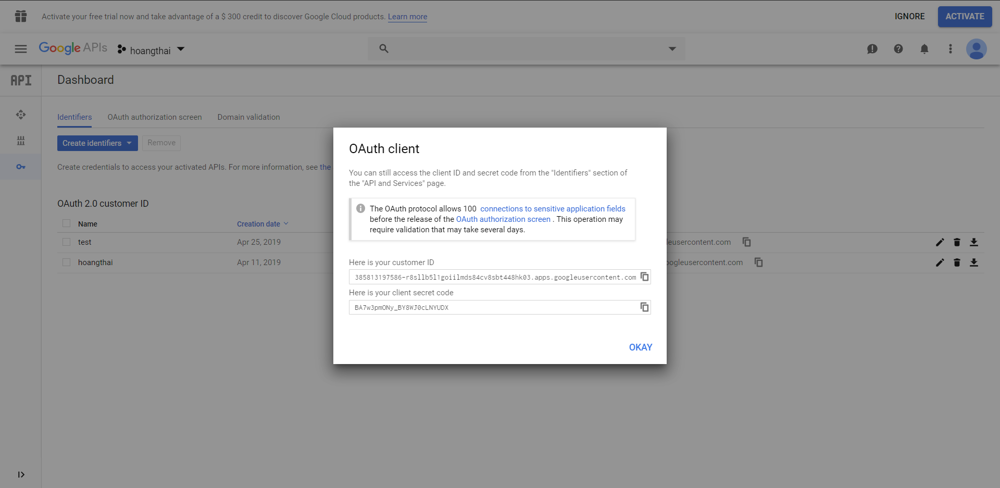 Activate your free trial now and take advantage of a $ 300 credit to discover Google Cloud products. Learn more
IGNORE
ACTIVATE
Google APIs
hoangthai
API
Dashboard
Identifiers
OAuth authorization screen
Domain validation
Create identifiers
Remove
Create credentials to access your activated APIs. For more information, see the
OAuth 2.0 customer ID
Name
Creation date
test
Apr 25, 2019
leusercontent.com
hoangthai
Apr 11, 2019
oogleusercontent.com
OAuth client
You can still access the client ID and secret code from the "Identifiers" section of
the "API and Services" page.
The OAuth protocol allows 100 connections to sensitive application fields
before the release of the OAuth authorization screen . This operation may
require validation that may take several days.
Here is your customer ID
385813197586-r8sllb5l1goiilmds84cv8sbt448hk03.apps.googleusercontent.com
Here is your client secret code
BA7w3pmONy_BY8WJ0cLNYUDX
OKAY